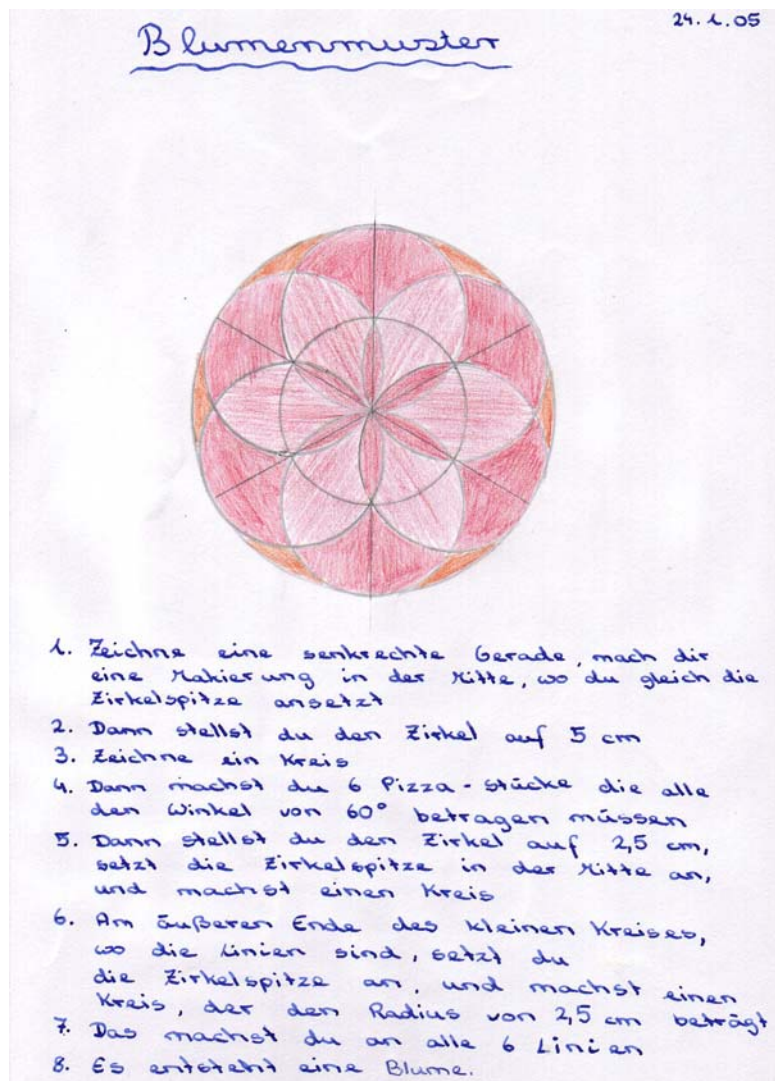 24.1.05
Blumenmuster
1. Zeichne eine senkrechte Gerade, mach dir
eine Makierung in der Mitte, wo du gleich die
Zirkelspitze ansetzt
2. Dann stellst du den Zirkel auf 5 cm
3. Zeichne ein Kreis
4. Dann machst du 6 Pizza-stücke die alle
den Winkel von 60° betragen müssen
5. Dann stellst du den Zirkel auf 2,5 cm,
setzt die Zirkelspitze in der Mitte an,
und machst einen Kreis
6. Am äußeren Ende des kleinen Kreises,
wo die Linien sind, setzt du
die Zirkelspitze an, und machst einen
Kreis, der den Radius von 2,5 cm beträgt
7. Das machst du an alle 6 Linien
8. Es entsteht eine Blume.